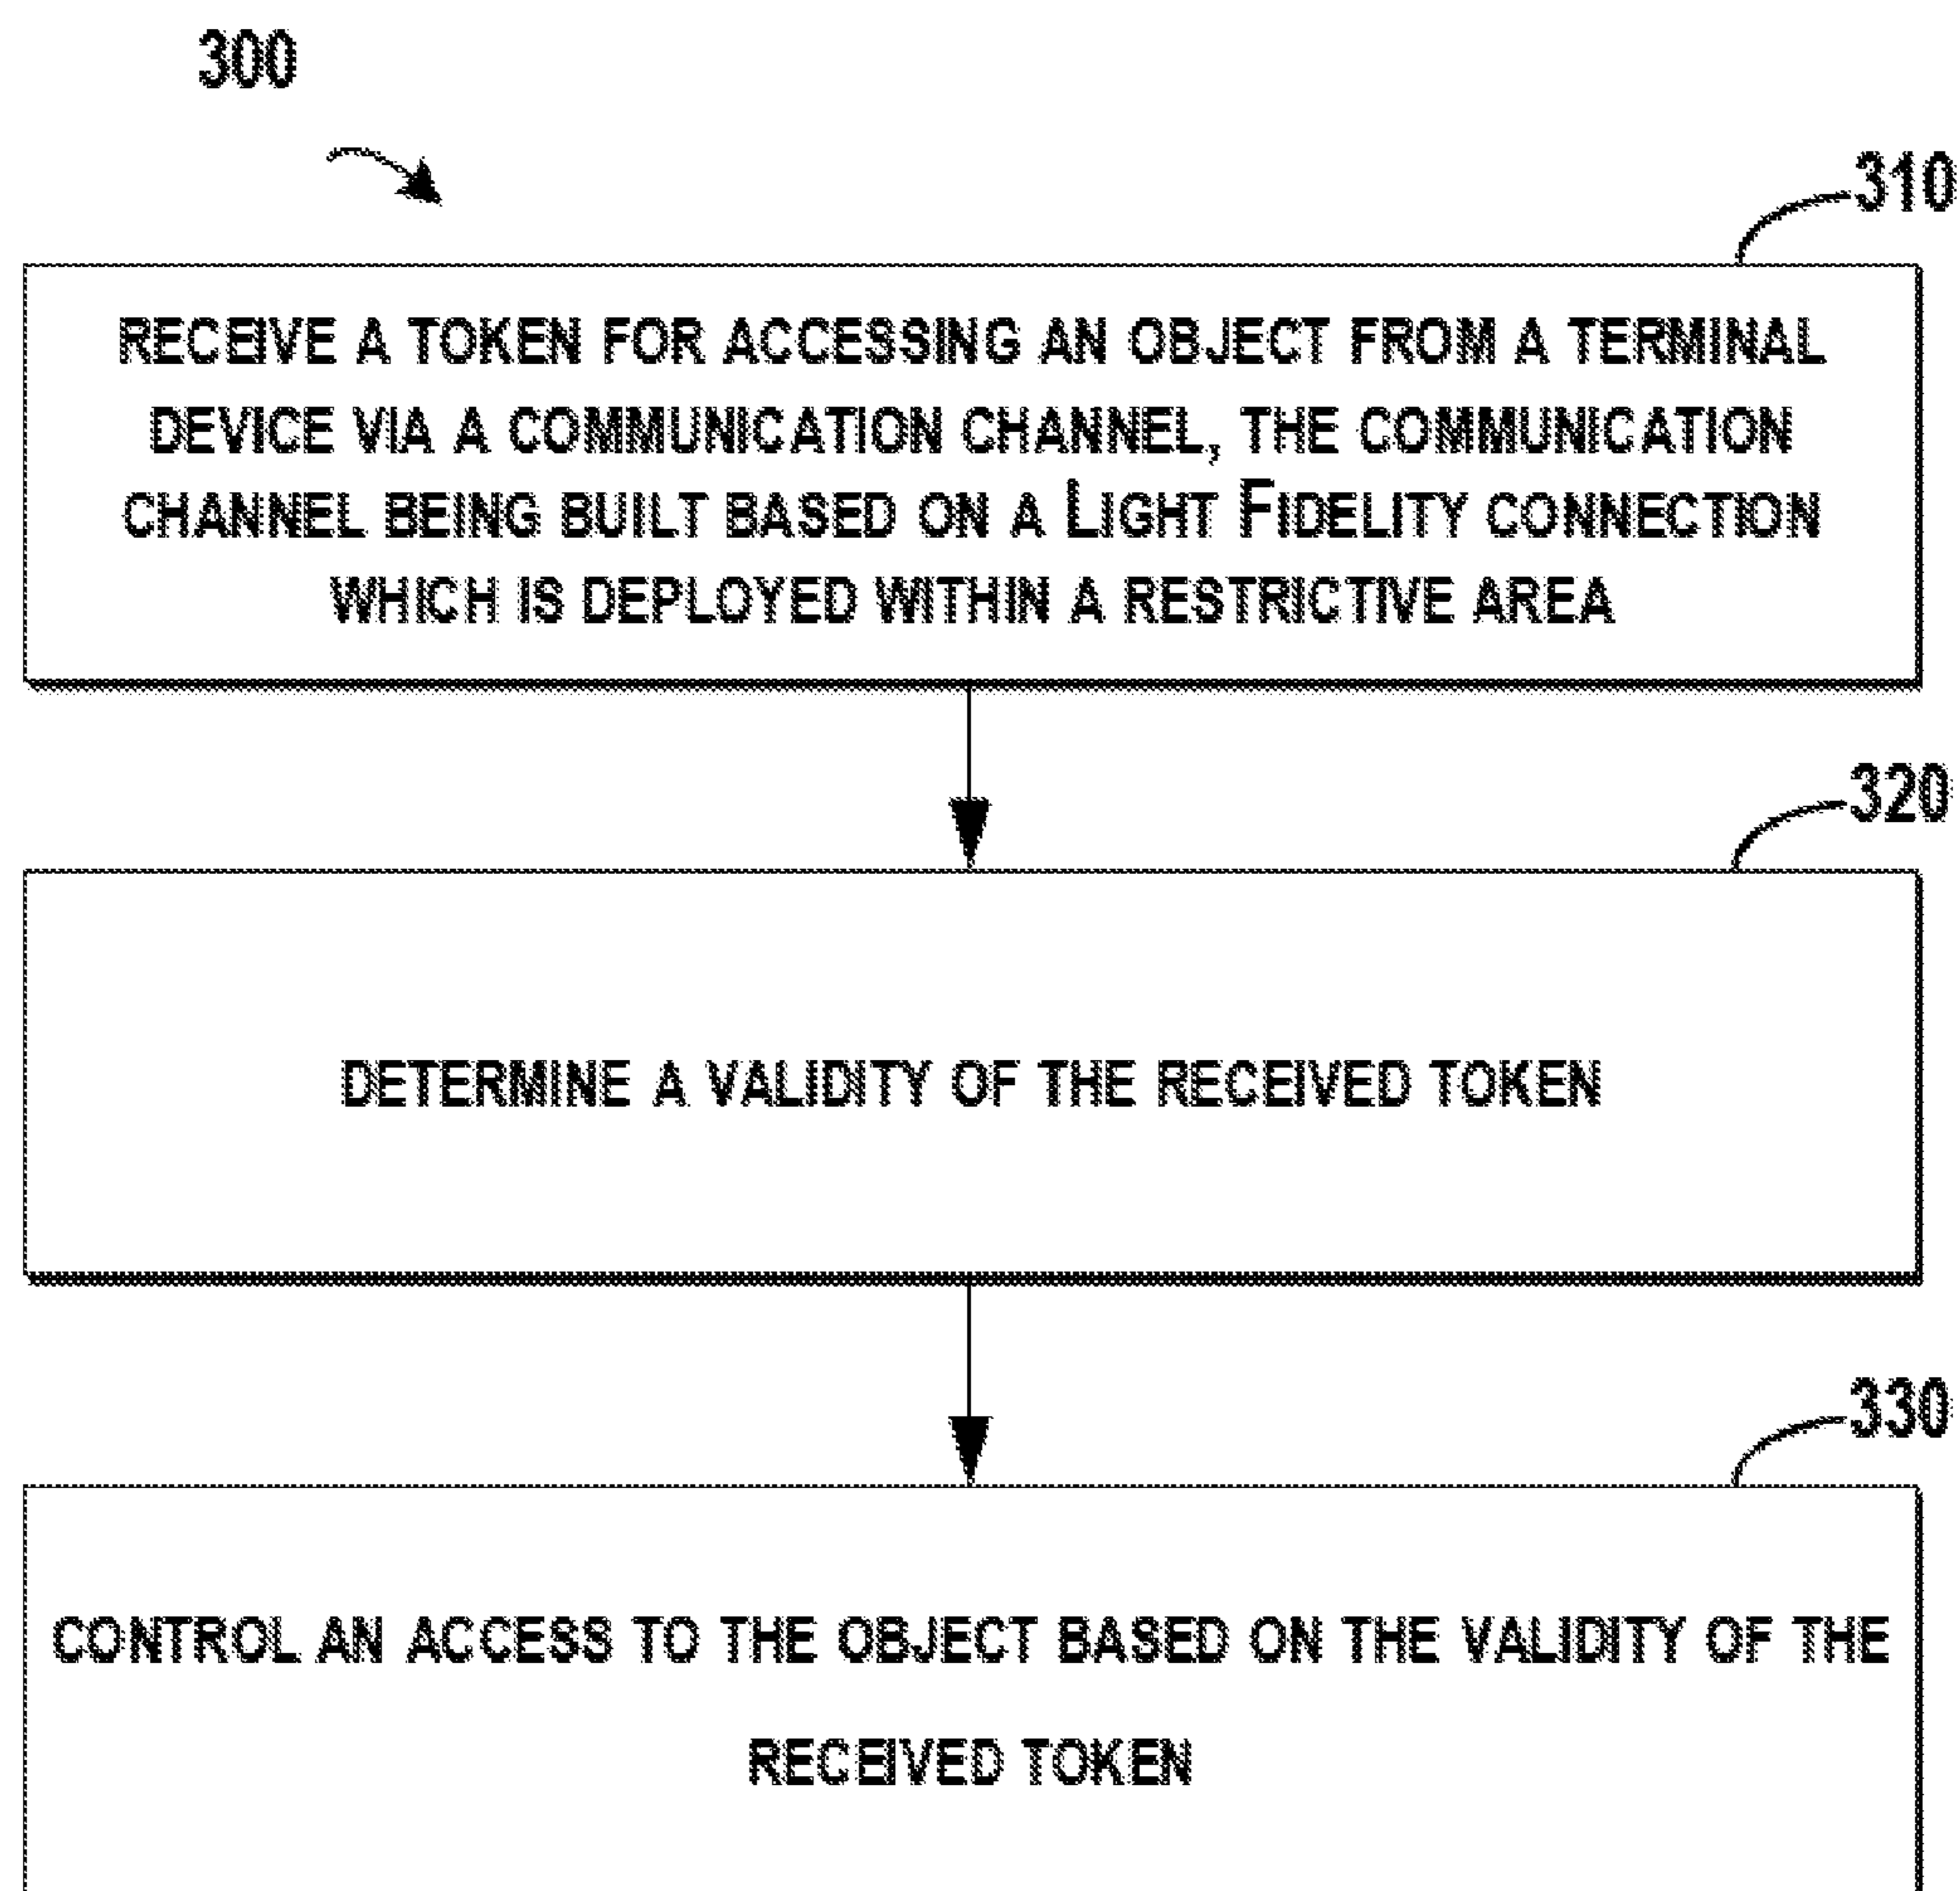 300
310
RECEIVE A TOKEN FOR ACCESSING AN OBJECT FROM A TERMINAL
DEVICE VIA A COMMUNICATION CHANNEL, THE COMMUNICATION
CHANNEL BEING BUILT BASED ON A LIGHT FIDELITY CONNECTION
WHICH IS DEPLOYED WITHIN A RESTRICTIVE AREA
320
DETERMINE A VALIDITY OF THE RECEIVED TOKEN
330
CONTROL AN ACCESS TO THE OBJECT BASED ON THE VALIDITY OF THE
RECEIVED TOKEN